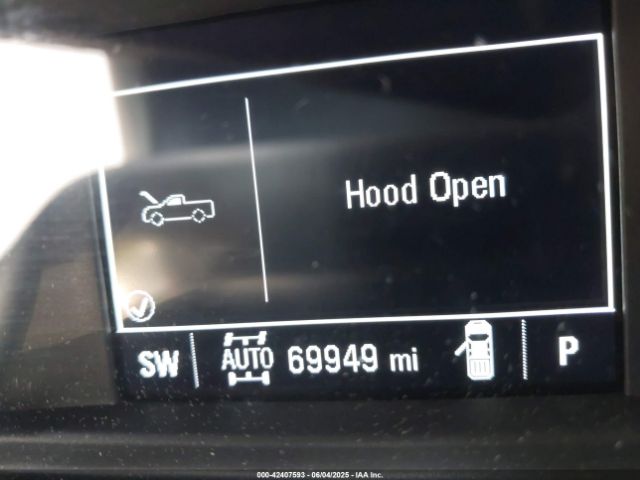 Hood Open
SW AUTO 69949 mi P
000-42407593 - 06/04/2025 - IAA Inc.